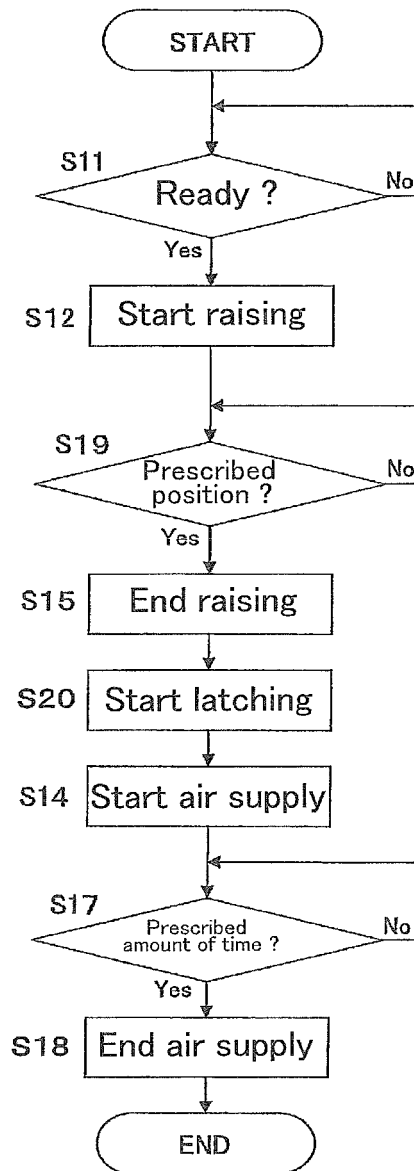 START
S11
Ready ?
No
Yes
S12
Start raising
S19
Prescribed
position ?
No
Yes
S15
End raising
S20
Start latching
S14
Start air supply
S17
Prescribed
amount of time ?
No
Yes
S18
End air supply
END